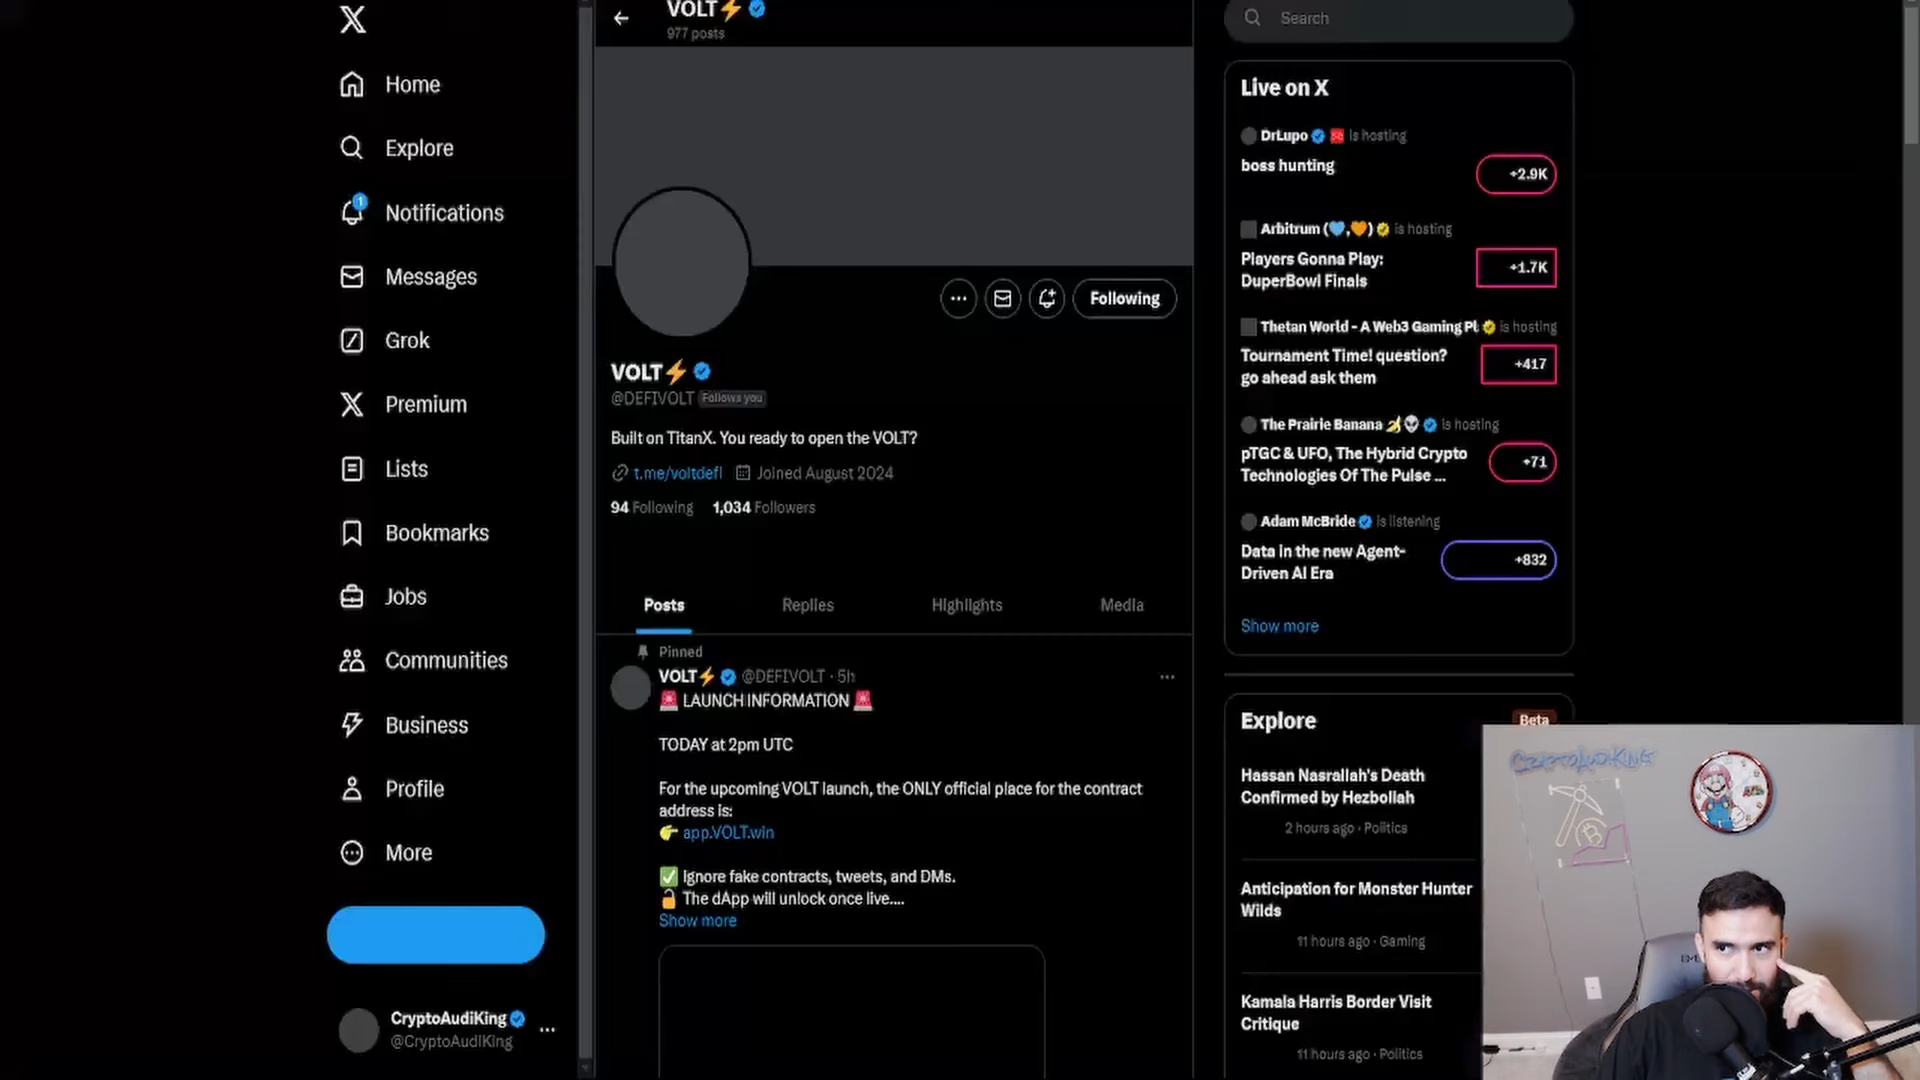 Home
Explore
1
Notifications
Messages
Grok
Premium
Lists
Bookmarks
Jobs
Communities
Business
Profile
More
CryptoAudiKing
@CryptoAudiKing
VOLT⚡
977 posts
Following
VOLT⚡
@DEFIVOLT Follows you
Built on TitanX. You ready to open the VOLT?
t.me/voltdefi Joined August 2024
94 Following 1,034 Followers
Posts Replies Highlights Media
Pinned
VOLT⚡ @DEFIVOLT · 5h
🚨 LAUNCH INFORMATION 🚨
TODAY at 2pm UTC
For the upcoming VOLT launch, the ONLY official place for the contract
address is:
👉 app.VOLT.win
✅ Ignore fake contracts, tweets, and DMs.
🔓 The dApp will unlock once live....
Show more
Search
Live on X
DrLupo is hosting
boss hunting
+2.9K
Arbitrum (💙,🧡) is hosting
Players Gonna Play:
DuperBowl Finals
+1.7K
Thetan World - A Web3 Gaming Pl is hosting
Tournament Time! question?
go ahead ask them
+417
The Prairie Banana 🍌👽 is hosting
pTGC & UFO, The Hybrid Crypto
Technologies Of The Pulse ...
+71
Adam McBride is listening
Data in the new Agent-
Driven AI Era
+832
Show more
Explore
Beta
Hassan Nasrallah's Death
Confirmed by Hezbollah
2 hours ago · Politics
Anticipation for Monster Hunter
Wilds
11 hours ago · Gaming
Kamala Harris Border Visit
Critique
11 hours ago · Politics
CRYPTOAUDIKING